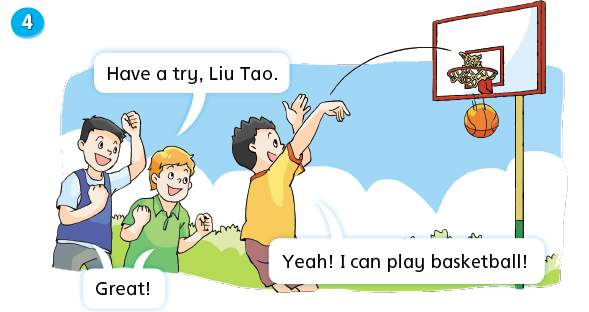 4
Have a try, Liu Tao.
Great!
Yeah! I can play basketball!